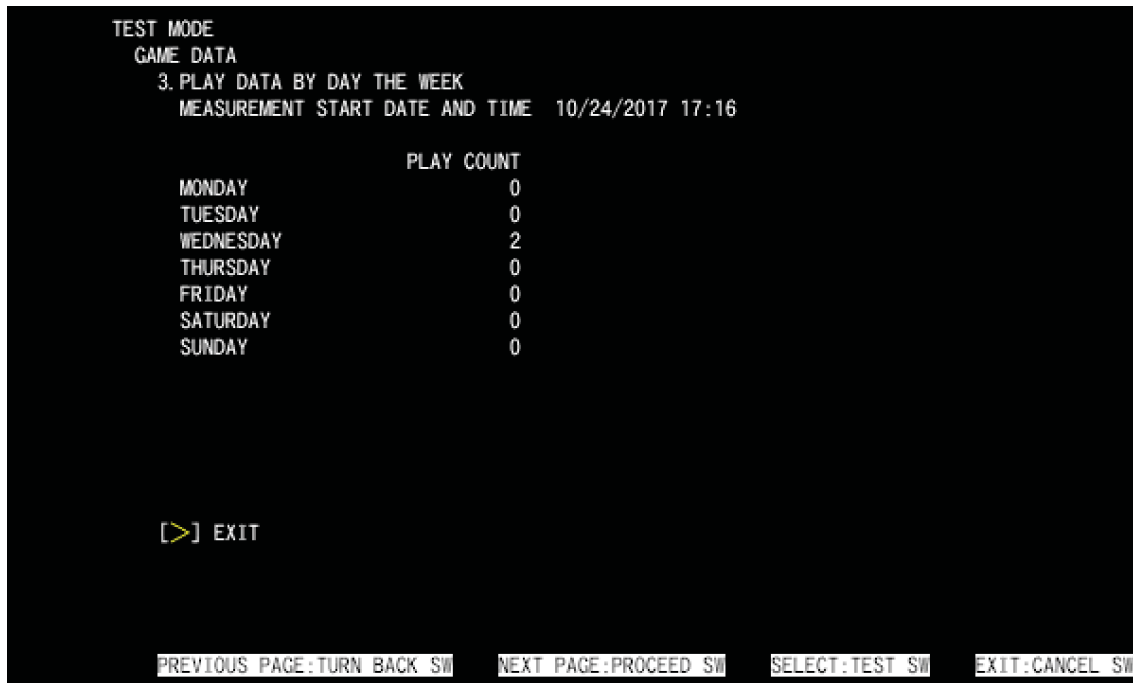 TEST MODE
GAME DATA
3. PLAY DATA BY DAY THE WEEK
MEASUREMENT START DATE AND TIME 10/24/2017 17:16
PLAY COUNT
MONDAY 0
TUESDAY 0
WEDNESDAY 2
THURSDAY 0
FRIDAY 0
SATURDAY 0
SUNDAY 0
[>] EXIT
PREVIOUS PAGE:TURN BACK SW NEXT PAGE:PROCEED SW SELECT:TEST SW EXIT:CANCEL SW